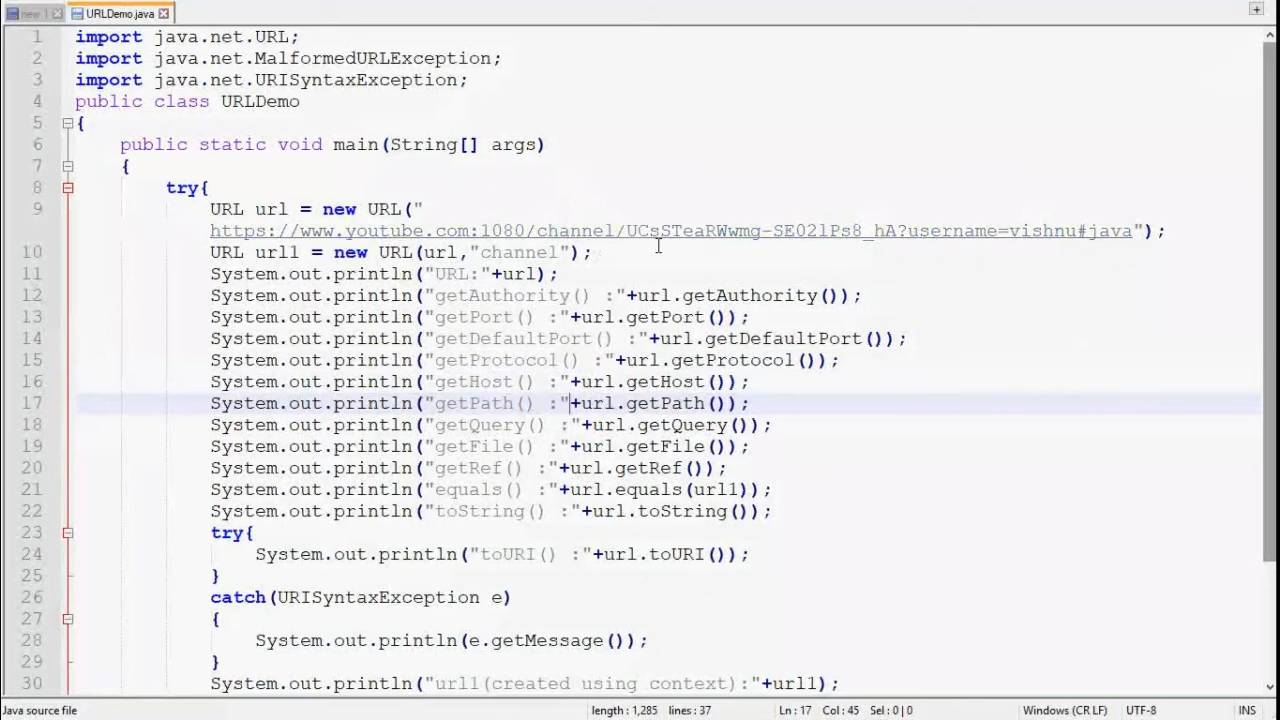 new 1
URLDemo.java
1 import java.net.URL;
2 import java.net.MalformedURLException;
3 import java.net.URISyntaxException;
4 public class URLDemo
5 {
6 public static void main(String[] args)
7 {
8 try{
9 URL url = new URL("
https://www.youtube.com:1080/channel/UCsSTeaRWwmg-SE02lPs8_hA?username=vishnu#java");
10 URL url1 = new URL(url,"channel");
11 System.out.println("URL:"+url);
12 System.out.println("getAuthority() :"+url.getAuthority());
13 System.out.println("getPort() :"+url.getPort());
14 System.out.println("getDefaultPort() :"+url.getDefaultPort());
15 System.out.println("getProtocol() :"+url.getProtocol());
16 System.out.println("getHost() :"+url.getHost());
17 System.out.println("getPath() :"+url.getPath());
18 System.out.println("getQuery() :"+url.getQuery());
19 System.out.println("getFile() :"+url.getFile());
20 System.out.println("getRef() :"+url.getRef());
21 System.out.println("equals() :"+url.equals(url1));
22 System.out.println("toString() :"+url.toString());
23 try{
24 System.out.println("toURI() :"+url.toURI());
25 }
26 catch(URISyntaxException e)
27 {
28 System.out.println(e.getMessage());
29 }
30 System.out.println("url1(created using context):"+url1);
Java source file length : 1,285 lines : 37 Ln : 17 Col : 45 Sel : 0 | 0 Windows (CR LF) UTF-8 INS